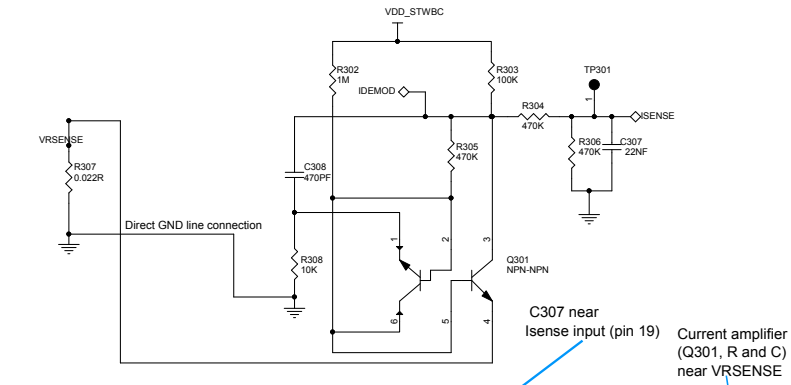 VDD_STWBC
R302
1M
R303
100K
TP301
1
IDEMOD
R304
470K
ISENSE
VRSENSE
R307
0.022R
R305
470K
R306
470K
C307
22NF
C308
470PF
Direct GND line connection
1
2
3
R308
10K
Q301
NPN-NPN
6
5
4
C307 near
Isense input (pin 19)
Current amplifier
(Q301, R and C)
near VRSENSE